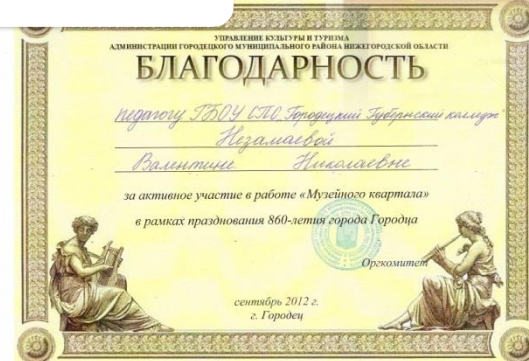 УПРАВЛЕНИЕ КУЛЬТУРЫ И ТУРИЗМА
АДМИНИСТРАЦИИ ГОРОДЕЦКОГО МУНИЦИПАЛЬНОГО РАЙОНА НИЖЕГОРОДСКОЙ ОБЛАСТИ
БЛАГОДАРНОСТЬ
педагогу ГБОУ СПО Городецкий Губернский колледж
Незамаевой
Валентине Николаевне
за активное участие в работе «Музейного квартала»
в рамках празднования 860-летия города Городца
Оргкомитет
сентябрь 2012 г.
г. Городец